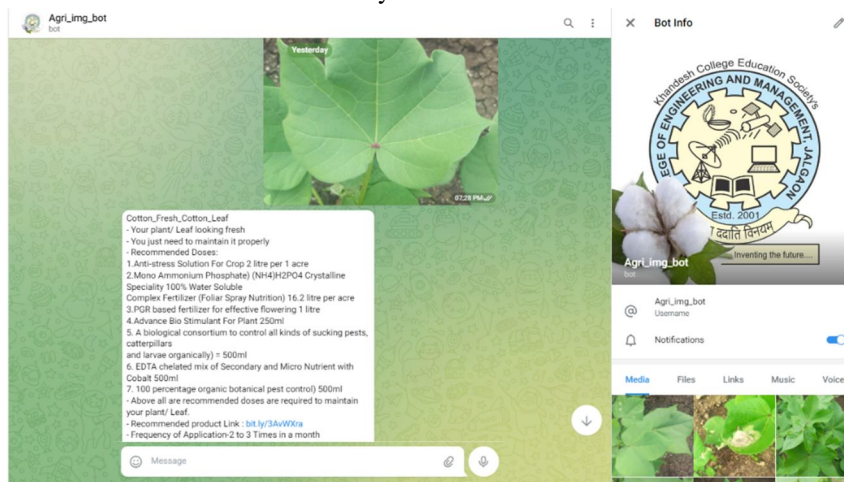 Agri_img_bot
bot
Yesterday
07:28 PM
Cotton_Fresh_Cotton_Leaf
- Your plant/ Leaf looking fresh
- You just need to maintain it properly
- Recommended Doses:
1.Anti-stress Solution For Crop 2 litre per 1 acre
2.Mono Ammonium Phosphate) (NH4)H2PO4 Crystalline
Speciality 100% Water Soluble
Complex Fertilizer (Foliar Spray Nutrition) 16.2 litre per acre
3.PGR based fertilizer for effective flowering 1 litre
4.Advance Bio Stimulant For Plant 250ml
5. A biological consortium to control all kinds of sucking pests,
catterpillars
and larvae organically) = 500ml
6. EDTA chelated mix of Secondary and Micro Nutrient with
Cobalt 500ml
7. 100 percentage organic botanical pest control) 500ml
- Above all are recommended doses are required to maintain
your plant/ Leaf.
- Recommended product Link : bit.ly/3AvWXra
- Frequency of Application-2 to 3 Times in a month
Message
Bot Info
Khandesh College Education Society's
EGE OF ENGINEERING AND MANAGEMENT, JALGAON
Estd. 2001
ददाति विनयम्
Inventing the future....
Agri_img_bot
bot
Agri_img_bot
Username
Notifications
Media Files Links Music Voice